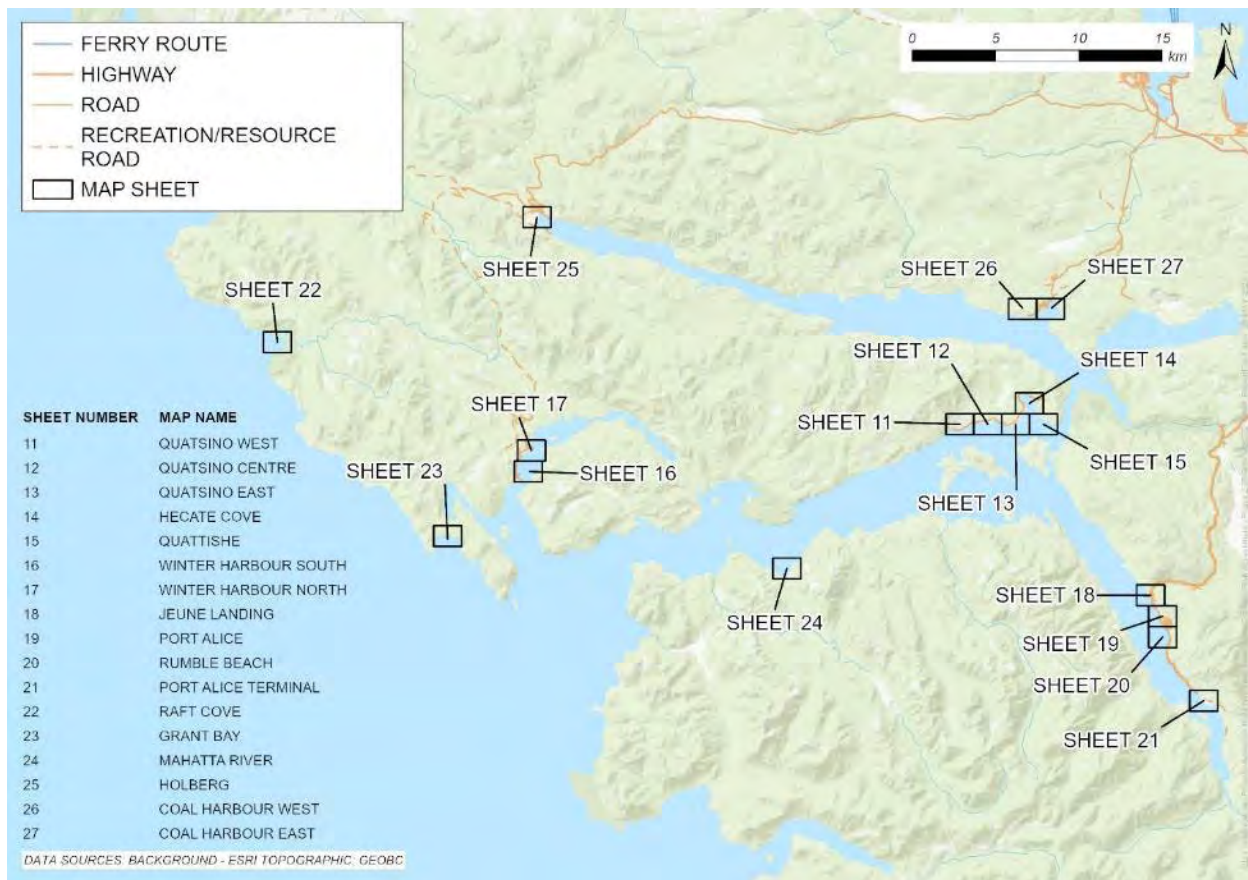 FERRY ROUTE
HIGHWAY
ROAD
RECREATION/RESOURCE
ROAD
MAP SHEET
0 5 10 15
km
N
SHEET 25
SHEET 26
SHEET 27
SHEET 22
SHEET 12
SHEET 14
SHEET 17
SHEET 11
SHEET 15
SHEET 23
SHEET 16
SHEET 13
SHEET 18
SHEET 24
SHEET 19
SHEET 20
SHEET 21
SHEET NUMBER MAP NAME
11 QUATSINO WEST
12 QUATSINO CENTRE
13 QUATSINO EAST
14 HECATE COVE
15 QUATTISHE
16 WINTER HARBOUR SOUTH
17 WINTER HARBOUR NORTH
18 JEUNE LANDING
19 PORT ALICE
20 RUMBLE BEACH
21 PORT ALICE TERMINAL
22 RAFT COVE
23 GRANT BAY
24 MAHATTA RIVER
25 HOLBERG
26 COAL HARBOUR WEST
27 COAL HARBOUR EAST
DATA SOURCES: BACKGROUND - ESRI TOPOGRAPHIC; GEOBC